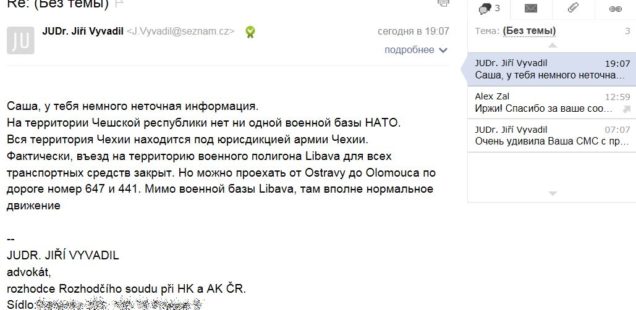 Re: (Без темы)
JUDr. Jiří Vyvadil <J.Vyvadil@seznam.cz>
сегодня в 19:07
подробнее
Саша, у тебя немного неточная информация.
На территории Чешской республики нет ни одной военной базы НАТО.
Вся территория Чехии находится под юрисдикцией армии Чехии.
Фактически, въезд на территорию военного полигона Libava для всех
транспортных средств закрыт. Но можно проехать от Ostravy до Olomouca по
дороге номер 647 и 441. Мимо военной базы Libava, там вполне нормальное
движение
--
JUDR. JIŘÍ VYVADIL
advokát,
rozhodce Rozhodčího soudu při HK a AK ČR.
Sídlo:
JU
3
Тема: (Без темы) 3
JUDr. Jiří Vyvadil 19:07
Саша, у тебя немного неточна...
Alex Zal 12:59
Иржи! Спасибо за ваше соо...
JUDr. Jiří Vyvadil 07:07
Очень удивила Ваша СМС с пр...